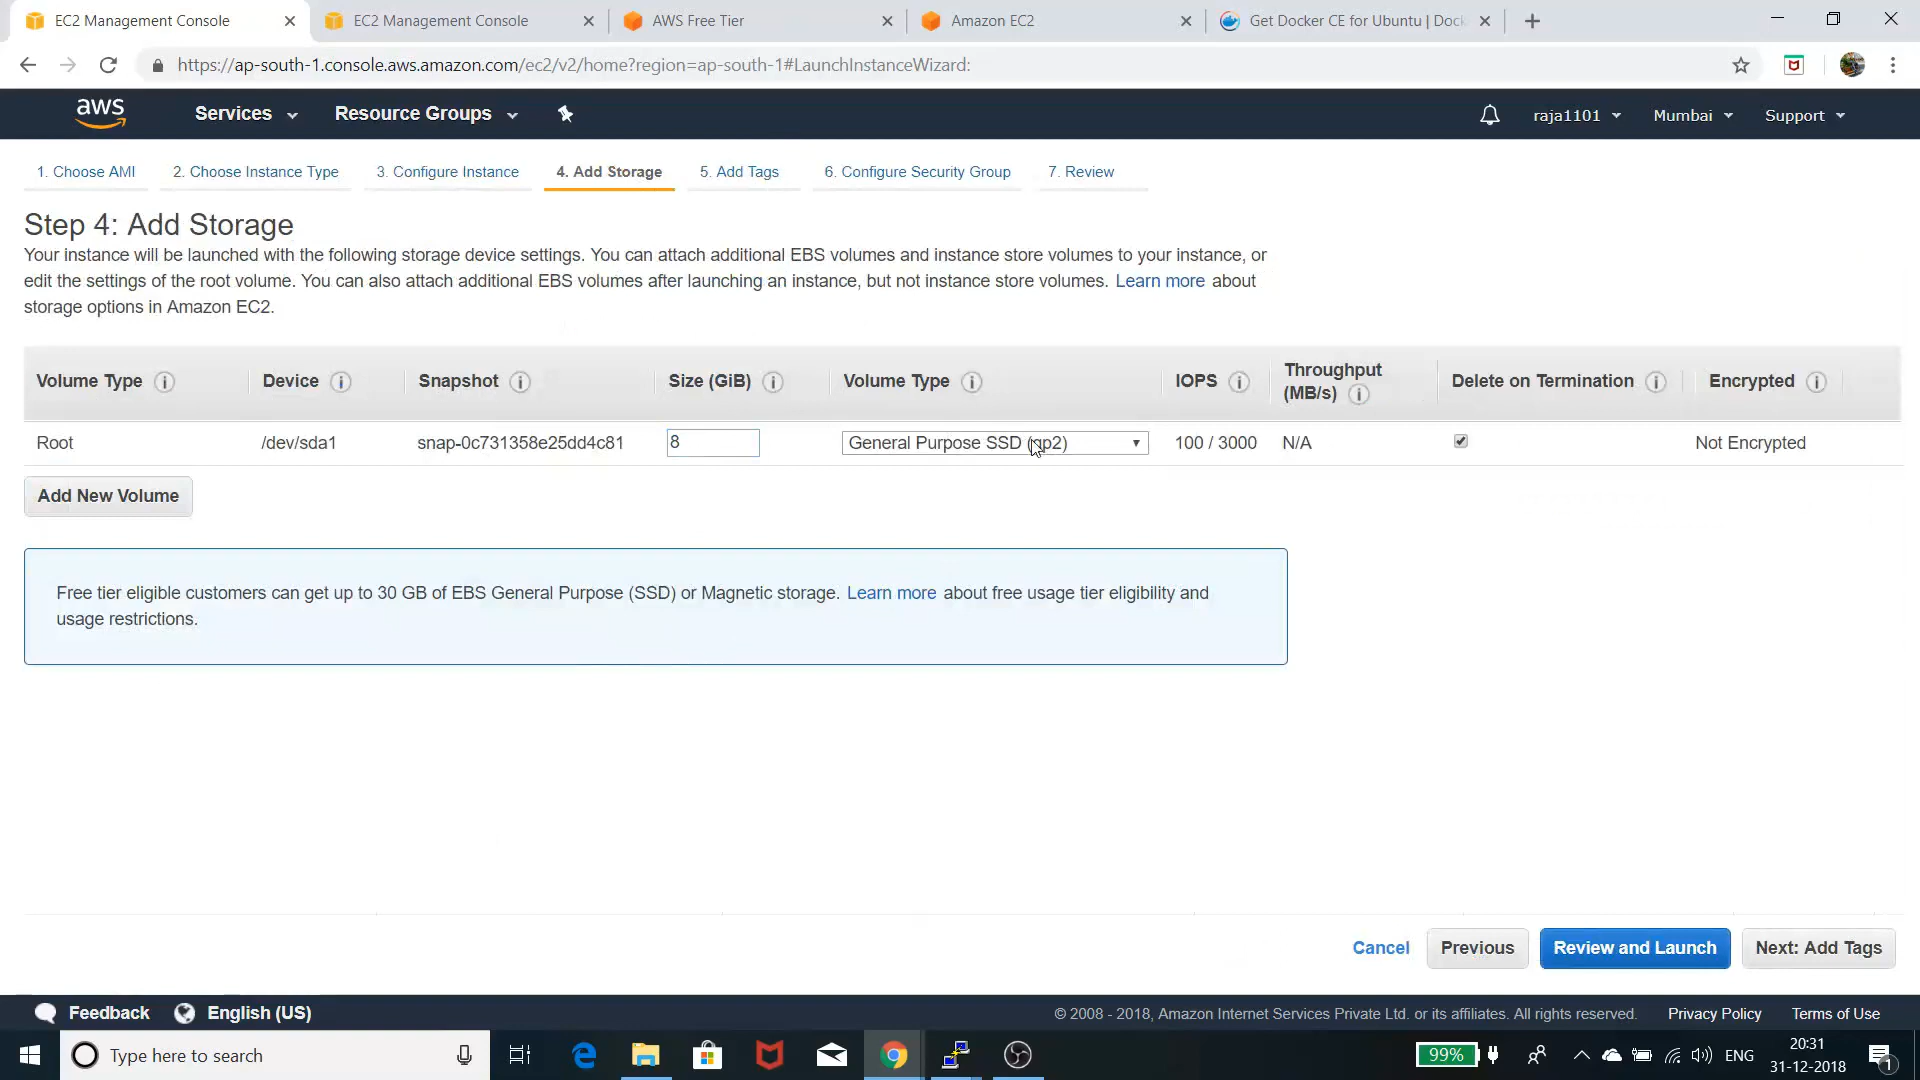 EC2 Management Console
EC2 Management Console
AWS Free Tier
Amazon EC2
Get Docker CE for Ubuntu | Dock
https://ap-south-1.console.aws.amazon.com/ec2/v2/home?region=ap-south-1#LaunchInstanceWizard:
aws
Services
Resource Groups
raja1101
Mumbai
Support
1. Choose AMI
2. Choose Instance Type
3. Configure Instance
4. Add Storage
5. Add Tags
6. Configure Security Group
7. Review
Step 4: Add Storage
Your instance will be launched with the following storage device settings. You can attach additional EBS volumes and instance store volumes to your instance, or
edit the settings of the root volume. You can also attach additional EBS volumes after launching an instance, but not instance store volumes. Learn more about
storage options in Amazon EC2.
Volume Type
Device
Snapshot
Size (GiB)
Volume Type
IOPS
Throughput
(MB/s)
Delete on Termination
Encrypted
Root
/dev/sda1
snap-0c731358e25dd4c81
8
General Purpose SSD (gp2)
100 / 3000
N/A
Not Encrypted
Add New Volume
Free tier eligible customers can get up to 30 GB of EBS General Purpose (SSD) or Magnetic storage. Learn more about free usage tier eligibility and
usage restrictions.
Cancel
Previous
Review and Launch
Next: Add Tags
Feedback
English (US)
© 2008 - 2018, Amazon Internet Services Private Ltd. or its affiliates. All rights reserved.
Privacy Policy
Terms of Use
Type here to search
99%
ENG
20:31
31-12-2018
1